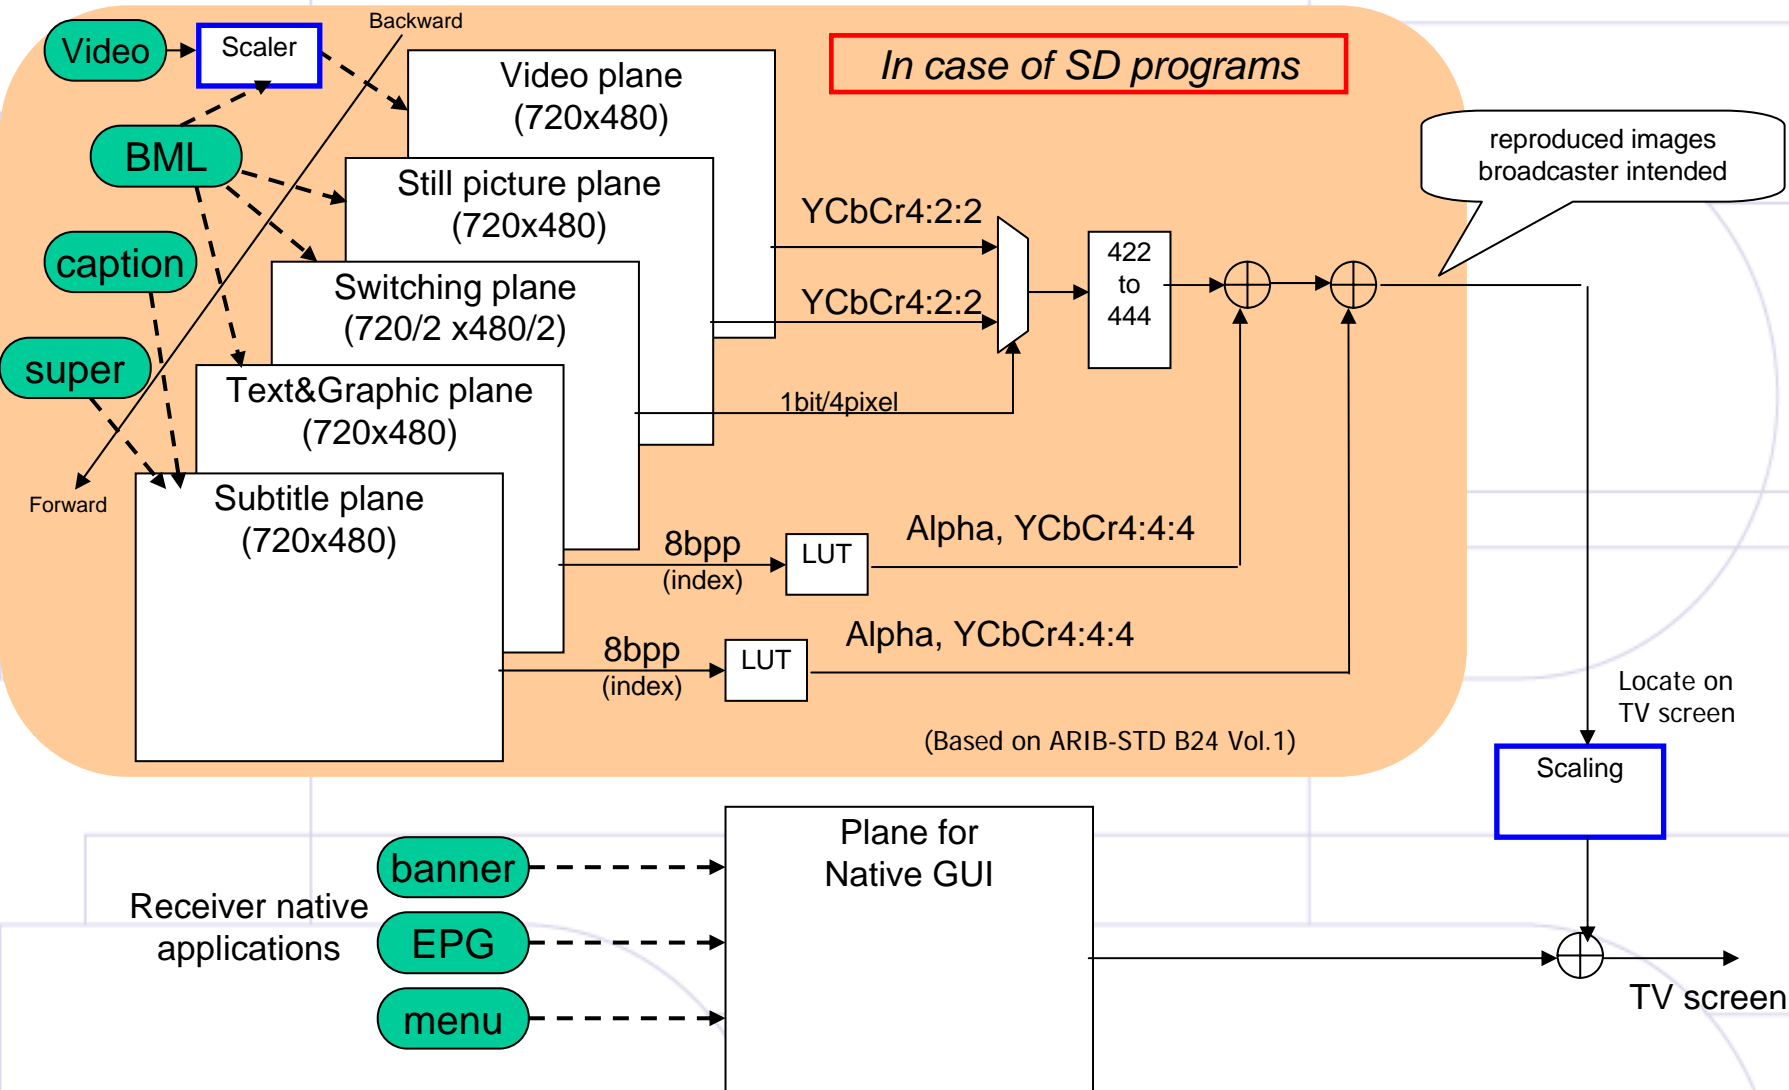 Backward
Video
Scaler
In case of SD programs
Video plane
(720x480)
BML
reproduced images
broadcaster intended
Still picture plane
(720x480)
YCbCr4:2:2
caption
422
to
444
Switching plane
(720/2 x480/2)
YCbCr4:2:2
super
Text&Graphic plane
(720x480)
1bit/4pixel
Forward
Subtitle plane
(720x480)
8bpp
(index)
LUT
Alpha, YCbCr4:4:4
8bpp
(index)
LUT
Alpha, YCbCr4:4:4
Locate on
TV screen
(Based on ARIB-STD B24 Vol.1)
Scaling
Plane for
Native GUI
banner
Receiver native
applications
EPG
menu
TV screen